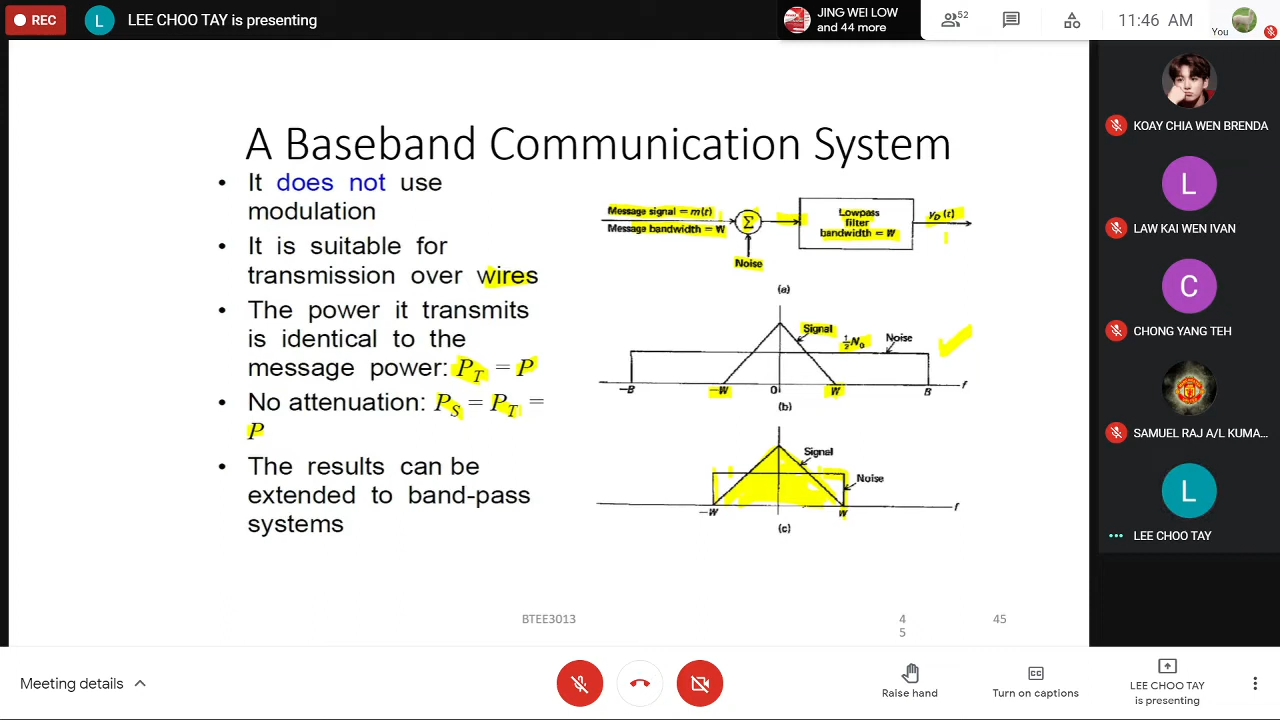 REC
L
LEE CHOO TAY is presenting
JING WEI LOW
and 44 more
52
11:46 AM
You
A Baseband Communication System
• It does not use
modulation
• It is suitable for
transmission over wires
• The power it transmits
is identical to the
message power: P_T = P
• No attenuation: P_S = P_T =
P
• The results can be
extended to band-pass
systems
Message signal = m(t)
Message bandwidth = W
Σ
Noise
Lowpass
filter
bandwidth = W
y_D(t)
(a)
Signal
½N₀
Noise
−B
−W
0
W
B
f
(b)
Signal
Noise
−W
W
f
(c)
BTEE3013
4
5
45
KOAY CHIA WEN BRENDA
L
LAW KAI WEN IVAN
C
CHONG YANG TEH
SAMUEL RAJ A/L KUMA...
L
LEE CHOO TAY
Meeting details
Raise hand
CC
Turn on captions
LEE CHOO TAY
is presenting